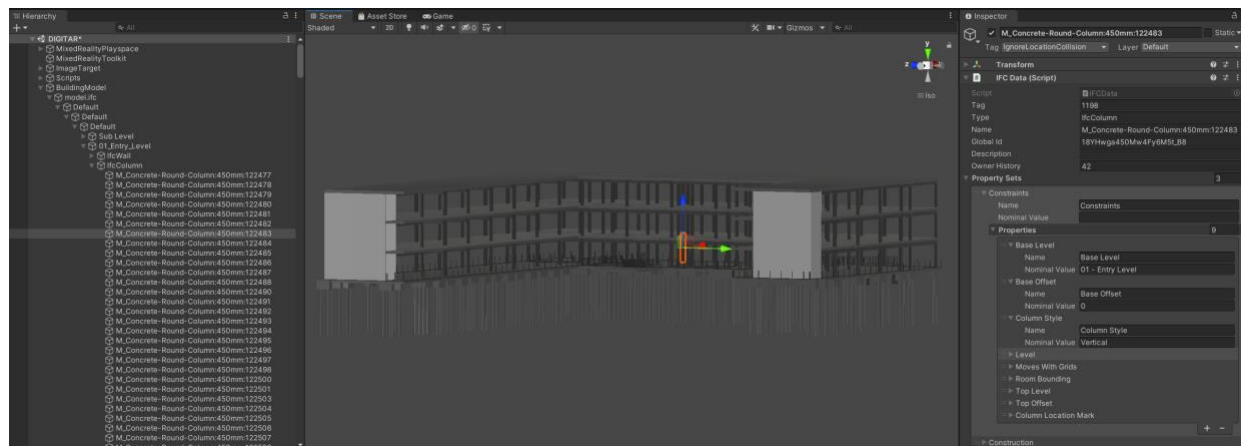 Hierarchy
All
DIGITAR*
MixedRealityPlayspace
MixedRealityToolkit
ImageTarget
Scripts
BuildingModel
model.ifc
Default
Default
Default
Sub Level
01_Entry_Level
IfcWall
IfcColumn
M_Concrete-Round-Column:450mm:122477
M_Concrete-Round-Column:450mm:122478
M_Concrete-Round-Column:450mm:122479
M_Concrete-Round-Column:450mm:122480
M_Concrete-Round-Column:450mm:122481
M_Concrete-Round-Column:450mm:122482
M_Concrete-Round-Column:450mm:122483
M_Concrete-Round-Column:450mm:122484
M_Concrete-Round-Column:450mm:122485
M_Concrete-Round-Column:450mm:122486
M_Concrete-Round-Column:450mm:122487
M_Concrete-Round-Column:450mm:122488
M_Concrete-Round-Column:450mm:122490
M_Concrete-Round-Column:450mm:122491
M_Concrete-Round-Column:450mm:122492
M_Concrete-Round-Column:450mm:122493
M_Concrete-Round-Column:450mm:122494
M_Concrete-Round-Column:450mm:122495
M_Concrete-Round-Column:450mm:122496
M_Concrete-Round-Column:450mm:122497
M_Concrete-Round-Column:450mm:122498
M_Concrete-Round-Column:450mm:122500
M_Concrete-Round-Column:450mm:122501
M_Concrete-Round-Column:450mm:122503
M_Concrete-Round-Column:450mm:122504
M_Concrete-Round-Column:450mm:122505
M_Concrete-Round-Column:450mm:122506
M_Concrete-Round-Column:450mm:122507
Scene Asset Store Game
Shaded 2D 0 Gizmos All
y
z
Iso
Inspector
M_Concrete-Round-Column:450mm:122483 Static
Tag IgnoreLocationCollision Layer Default
Transform
IFC Data (Script)
Script IFCData
Tag 1198
Type IfcColumn
Name M_Concrete-Round-Column:450mm:122483
Global Id 18YHwga450Mw4Fy6M5t_B8
Description
Owner History 42
Property Sets 3
Constraints
Name Constraints
Nominal Value
Properties 9
Base Level
Name Base Level
Nominal Value 01 - Entry Level
Base Offset
Name Base Offset
Nominal Value 0
Column Style
Name Column Style
Nominal Value Vertical
Level
Moves With Grids
Room Bounding
Top Level
Top Offset
Column Location Mark
+ -
Construction